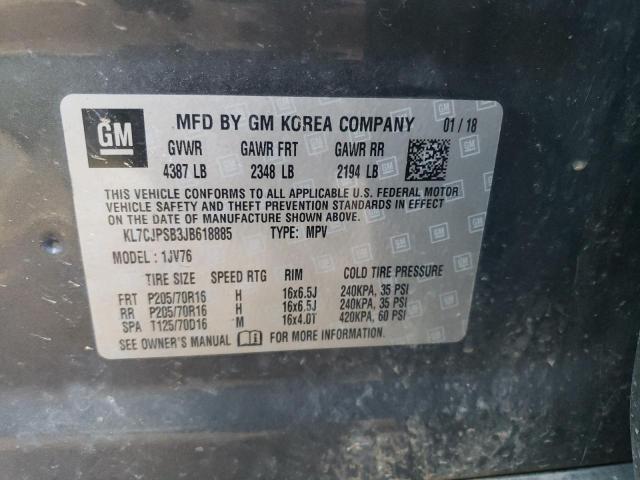 GM MFD BY GM KOREA COMPANY 01 / 18
GVWR GAWR FRT GAWR RR
4387 LB 2348 LB 2194 LB
THIS VEHICLE CONFORMS TO ALL APPLICABLE U.S. FEDERAL MOTOR
VEHICLE SAFETY AND THEFT PREVENTION STANDARDS IN EFFECT ON
THE DATE OF MANUFACTURE SHOWN ABOVE.
KL7CJPSB3JB618885 TYPE: MPV
MODEL : 1JV76
TIRE SIZE SPEED RTG RIM COLD TIRE PRESSURE
FRT P205/70R16 H 16x6.5J 240KPA, 35 PSI
RR P205/70R16 H 16x6.5J 240KPA, 35 PSI
SPA T125/70D16 M 16x4.0T 420KPA, 60 PSI
SEE OWNER'S MANUAL FOR MORE INFORMATION.